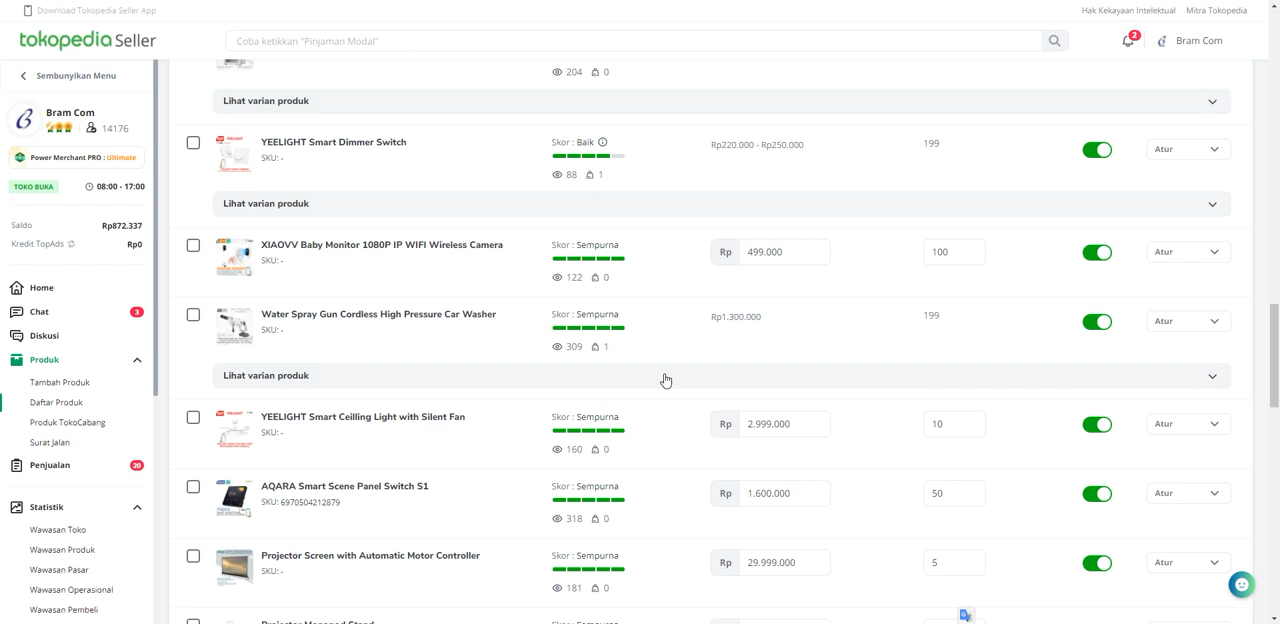 Download Tokopedia Seller App
Hak Kekayaan Intelektual
Mitra Tokopedia
tokopedia Seller
Coba ketikkan "Pinjaman Modal"
2
Bram Com
Sembunyikan Menu
Bram Com
14176
Power Merchant PRO : Ultimate
TOKO BUKA
08:00 - 17:00
Saldo
Rp872.337
Kredit TopAds
Rp0
Home
Chat
3
Diskusi
Produk
Tambah Produk
Daftar Produk
Produk TokoCabang
Surat Jalan
Penjualan
20
Statistik
Wawasan Toko
Wawasan Produk
Wawasan Pasar
Wawasan Operasional
Wawasan Pembeli
204 0
Lihat varian produk
YEELIGHT Smart Dimmer Switch
SKU: -
Skor : Baik
88 1
Rp220.000 - Rp250.000
199
Atur
Lihat varian produk
XIAOVV Baby Monitor 1080P IP WIFI Wireless Camera
SKU: -
Skor : Sempurna
122 0
Rp 499.000
100
Atur
Water Spray Gun Cordless High Pressure Car Washer
SKU: -
Skor : Sempurna
309 1
Rp1.300.000
199
Atur
Lihat varian produk
YEELIGHT Smart Ceilling Light with Silent Fan
SKU: -
Skor : Sempurna
160 0
Rp 2.999.000
10
Atur
AQARA Smart Scene Panel Switch S1
SKU: 6970504212879
Skor : Sempurna
318 0
Rp 1.600.000
50
Atur
Projector Screen with Automatic Motor Controller
SKU: -
Skor : Sempurna
181 0
Rp 29.999.000
5
Atur